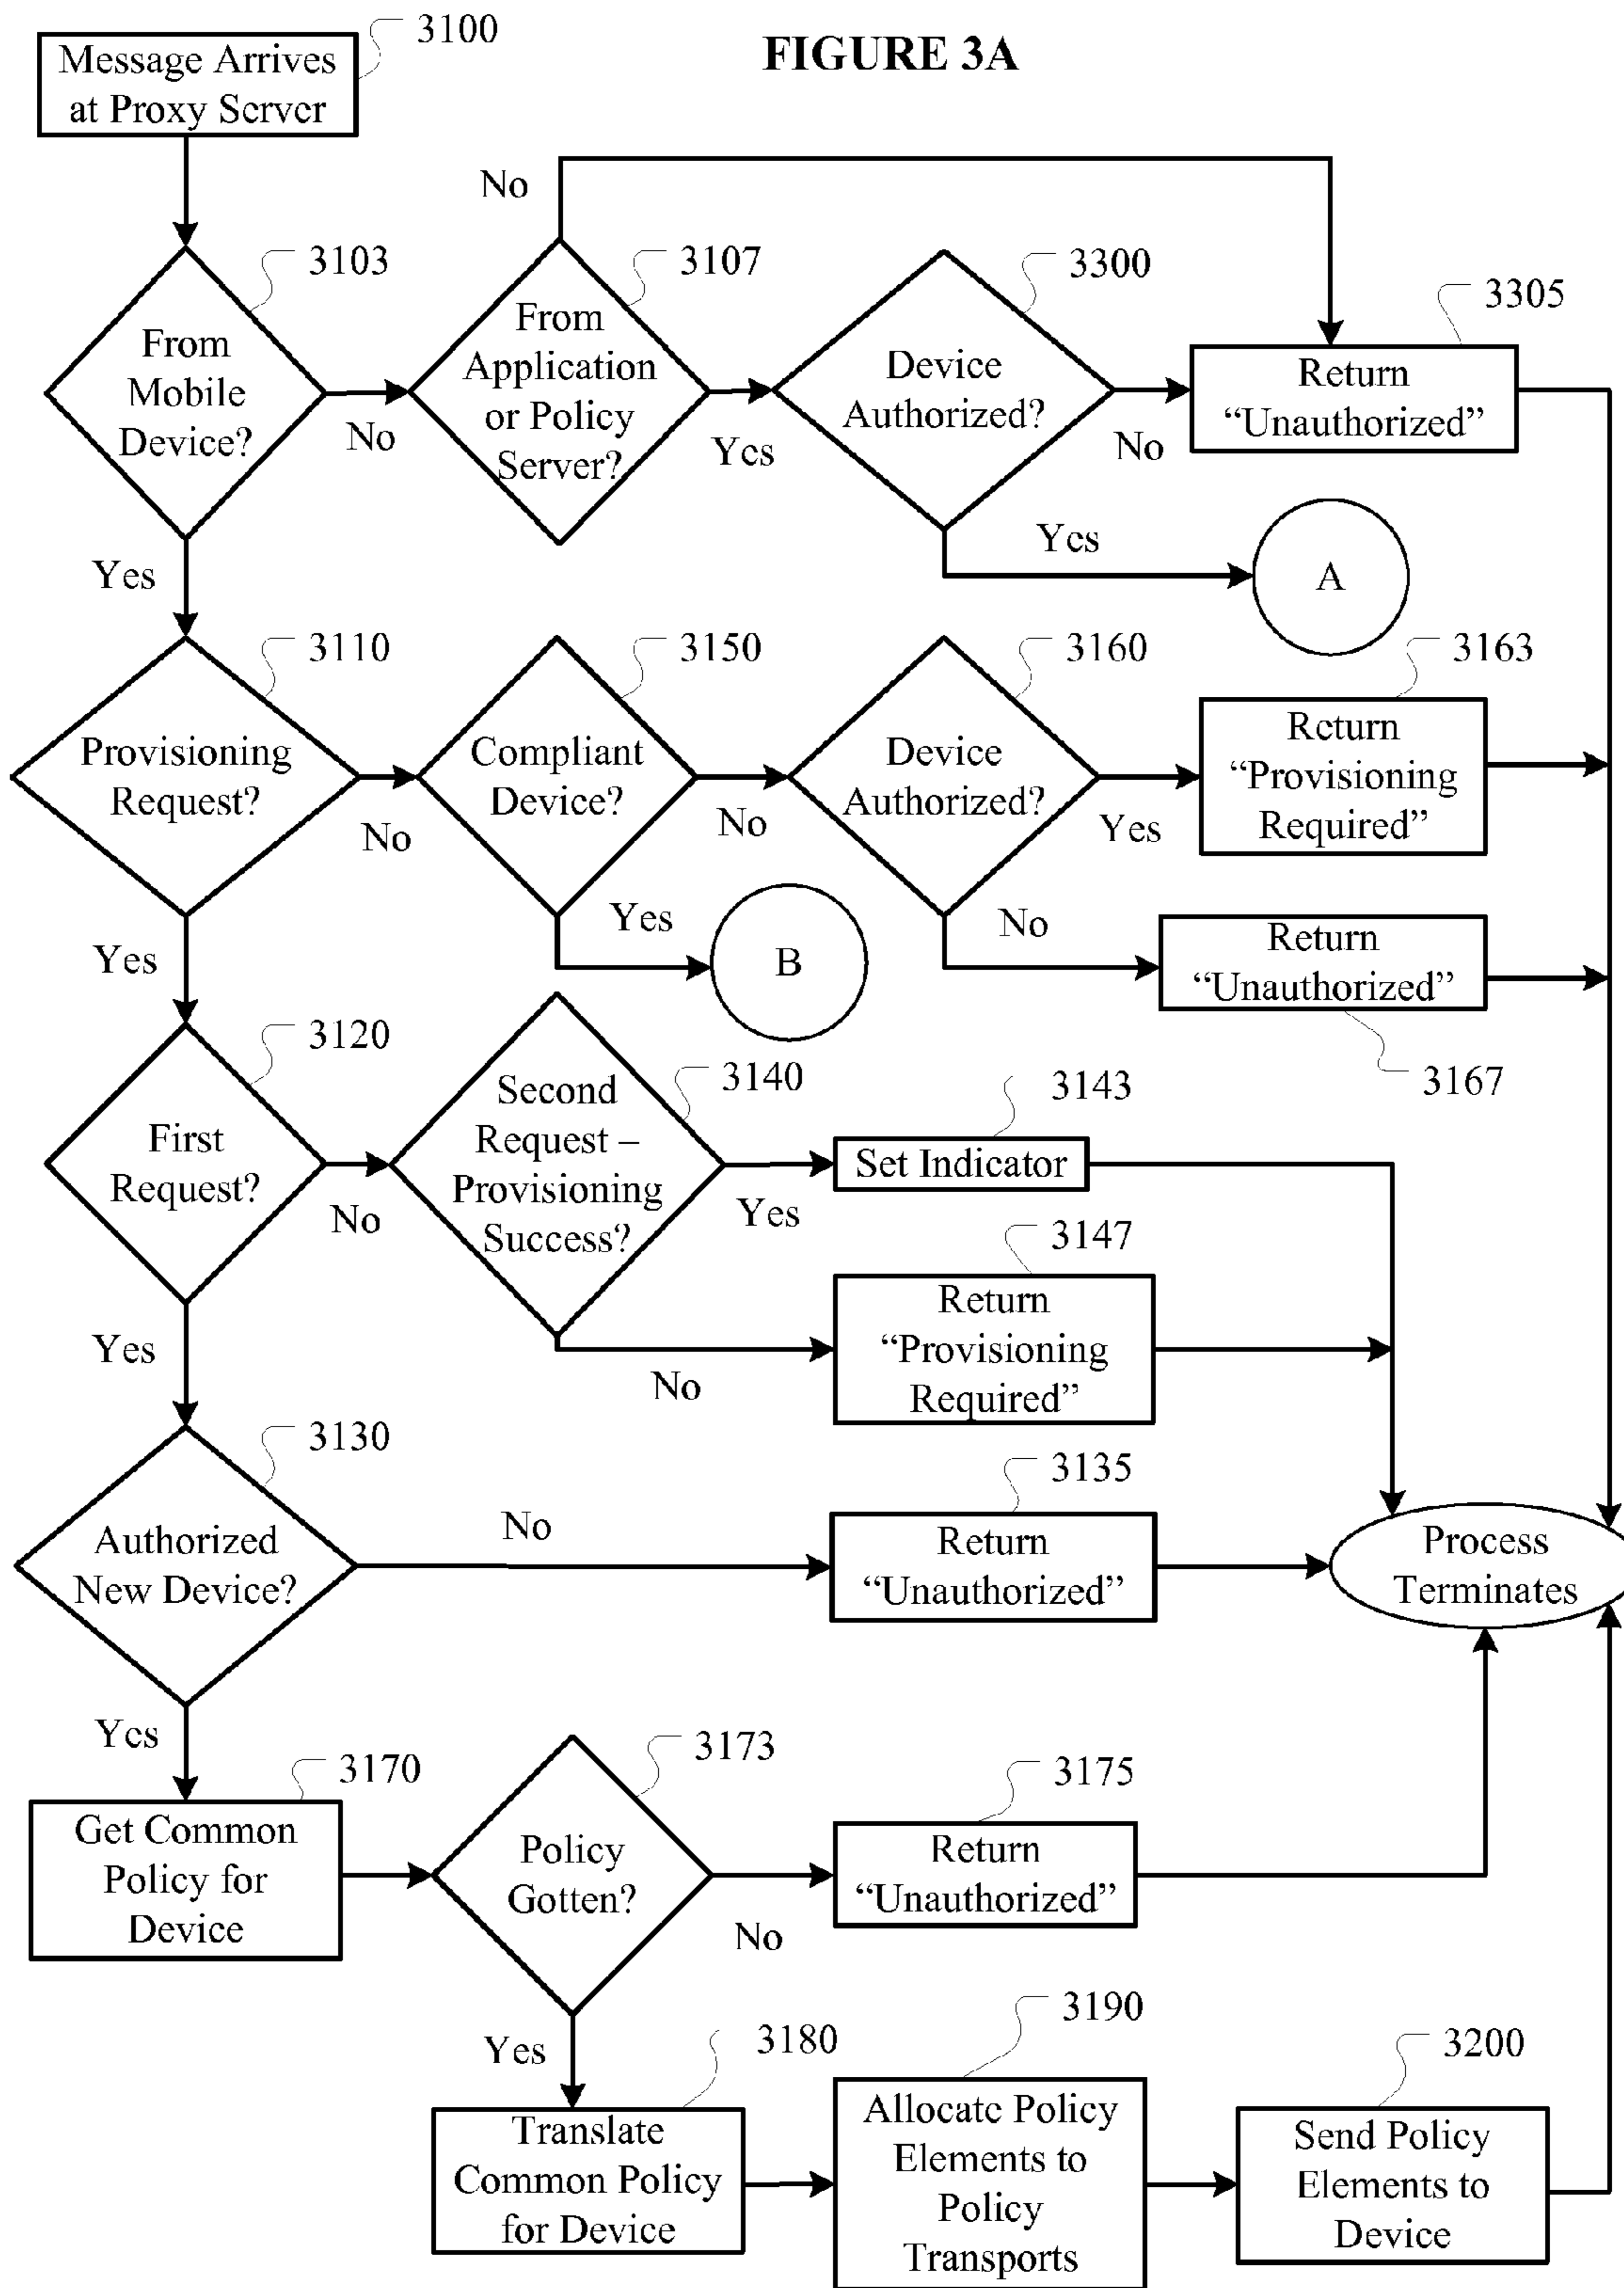 3100
FIGURE 3A
Message Arrives
at Proxy Server
No
3103
3107
3300
3305
From
Mobile
Device?
No
From
Application
or Policy
Server?
Yes
Device
Authorized?
No
Return
“Unauthorized”
Yes
A
Yes
3110
3150
3160
3163
Provisioning
Request?
No
Compliant
Device?
No
Device
Authorized?
Yes
Return
“Provisioning
Required”
Yes
B
No
Return
“Unauthorized”
3167
Yes
3120
3140
3143
First
Request?
No
Second
Request –
Provisioning
Success?
Yes
Set Indicator
3147
Return
“Provisioning
Required”
No
Yes
3130
3135
Authorized
New Device?
No
Return
“Unauthorized”
Process
Terminates
Yes
3170
3173
3175
Get Common
Policy for
Device
Policy
Gotten?
No
Return
“Unauthorized”
Yes
3180
3190
3200
Translate
Common Policy
for Device
Allocate Policy
Elements to
Policy
Transports
Send Policy
Elements to
Device